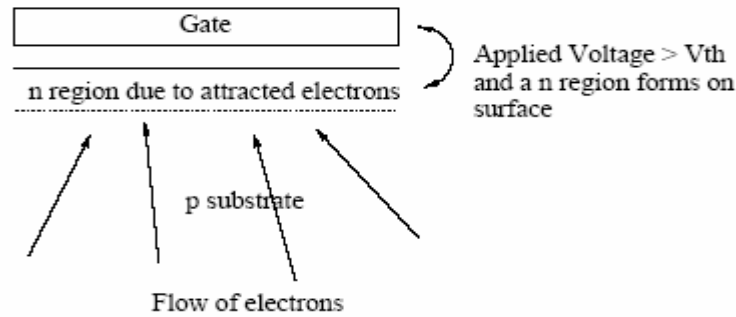 Gate
Applied Voltage > Vth
and a n region forms on
surface
n region due to attracted electrons
p substrate
Flow of electrons